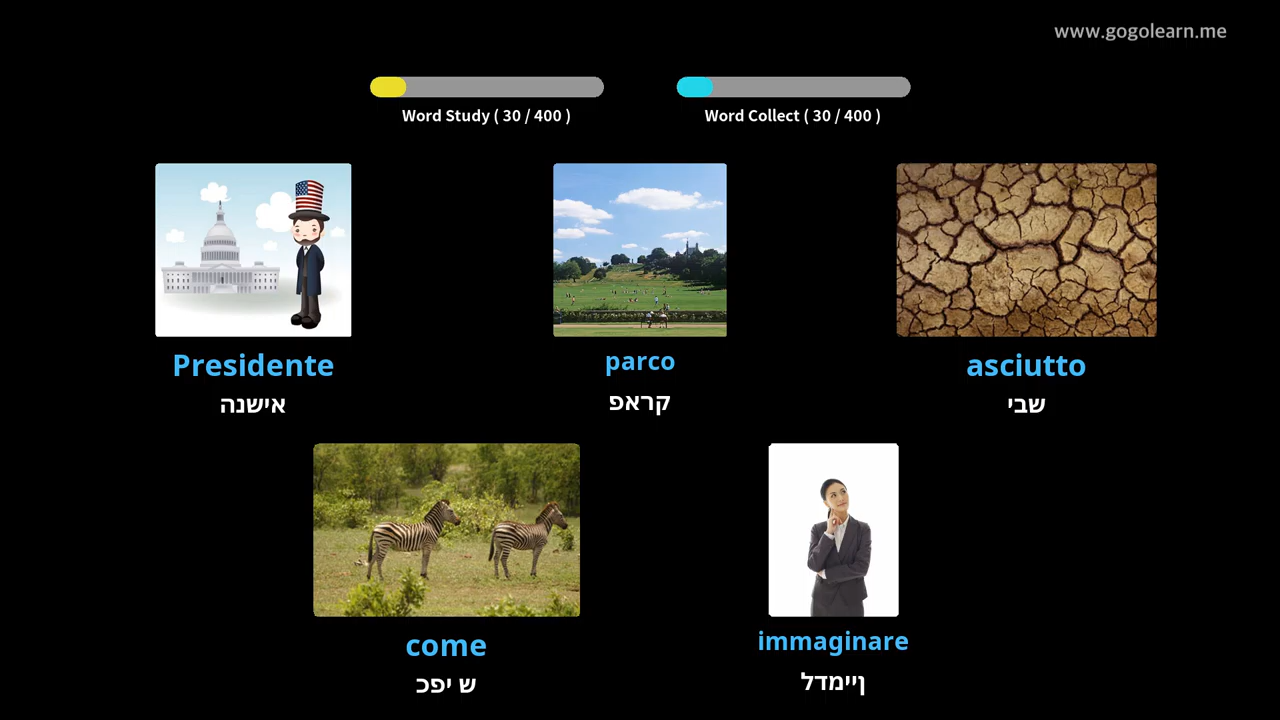 www.gogolearn.me
Word Study ( 30 / 400 )
Word Collect ( 30 / 400 )
Presidente
אישנה
parco
קראפ
asciutto
שבי
come
ש יפכ
immaginare
ןיימדל